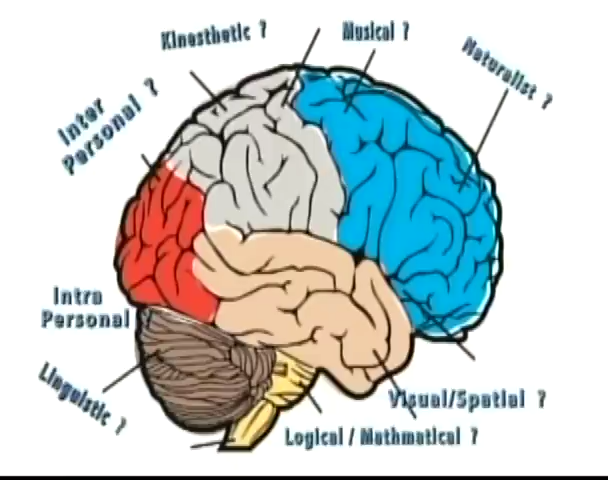 Kinesthetic ?
Musical ?
Naturalist ?
Inter
Personal ?
Intra
Personal ?
Linguistic ?
Visual/Spatial ?
Logical / Mathmatical ?